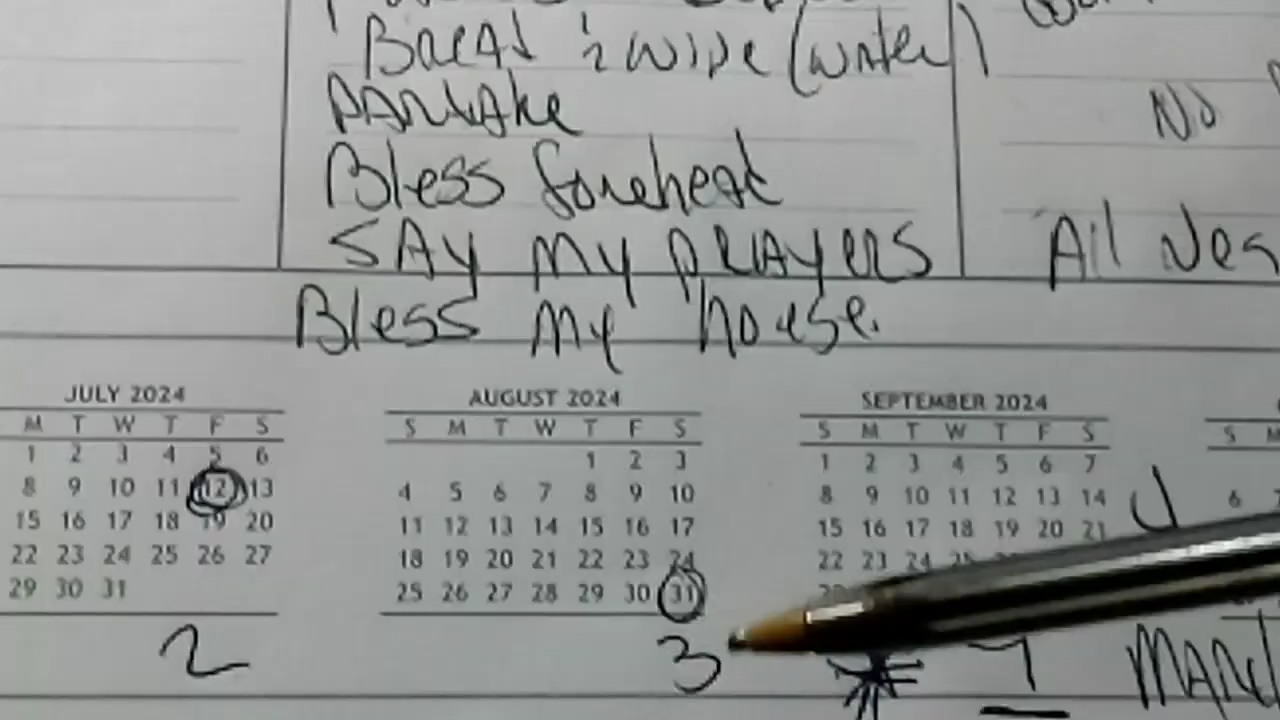 Bread & wine (water)
No
Partake
Bless forehead
SAY my prayers
All
Bless my house.
JULY 2024
M T W T F S
1 2 3 4 5 6
8 9 10 11 12 13
15 16 17 18 19 20
22 23 24 25 26 27
29 30 31
2
AUGUST 2024
S M T W T F S
1 2 3
4 5 6 7 8 9 10
11 12 13 14 15 16 17
18 19 20 21 22 23 24
25 26 27 28 29 30 31
3
SEPTEMBER 2024
S M T W T F S
1 2 3 4 5 6 7
8 9 10 11 12 13 14
15 16 17 18 19 20 21
22 23 24 25
S M
6